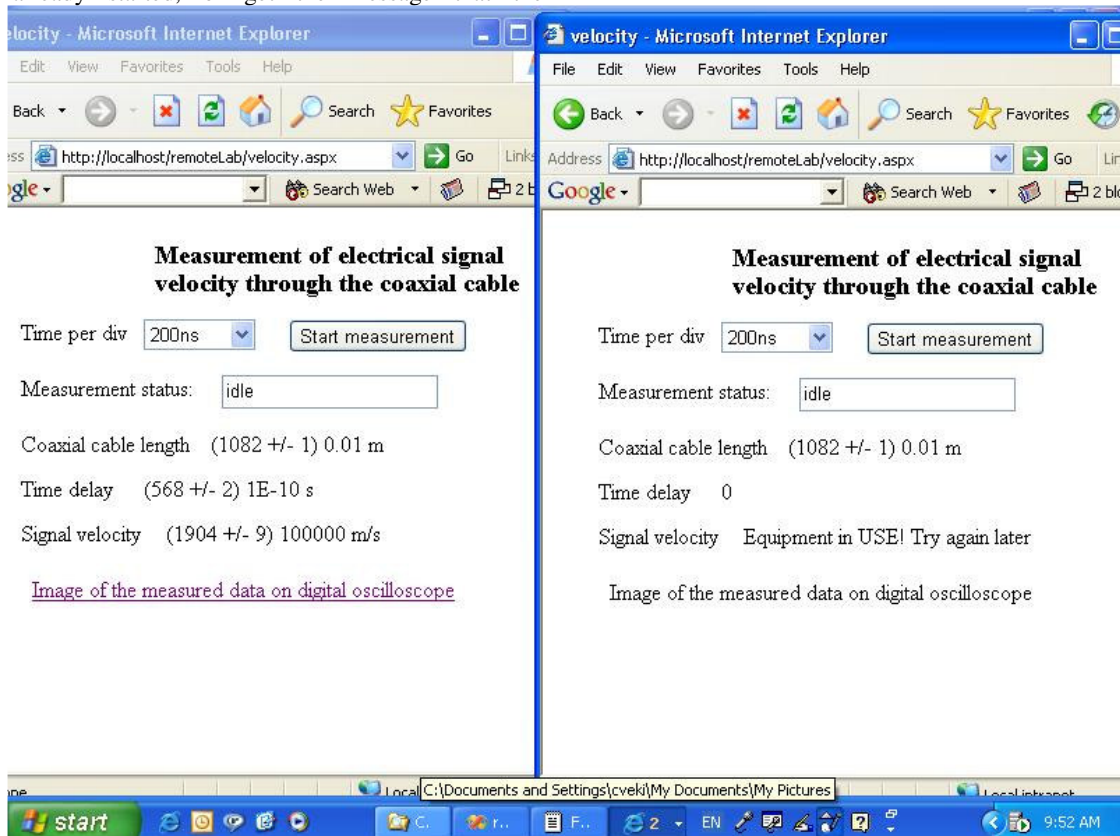 elocity - Microsoft Internet Explorer
Edit View Favorites Tools Help
Back Search Favorites
ss http://localhost/remoteLab/velocity.aspx Go Links
gle Search Web
Measurement of electrical signal
velocity through the coaxial cable
Time per div 200ns Start measurement
Measurement status: idle
Coaxial cable length (1082 +/- 1) 0.01 m
Time delay (568 +/- 2) 1E-10 s
Signal velocity (1904 +/- 9) 100000 m/s
Image of the measured data on digital oscilloscope
velocity - Microsoft Internet Explorer
File Edit View Favorites Tools Help
Back Search Favorites
Address http://localhost/remoteLab/velocity.aspx Go Lin
Google Search Web 2 blo
Measurement of electrical signal
velocity through the coaxial cable
Time per div 200ns Start measurement
Measurement status: idle
Coaxial cable length (1082 +/- 1) 0.01 m
Time delay 0
Signal velocity Equipment in USE! Try again later
Image of the measured data on digital oscilloscope
C:\Documents and Settings\cveki\My Documents\My Pictures
start C.. r.. F.. 2 EN 9:52 AM